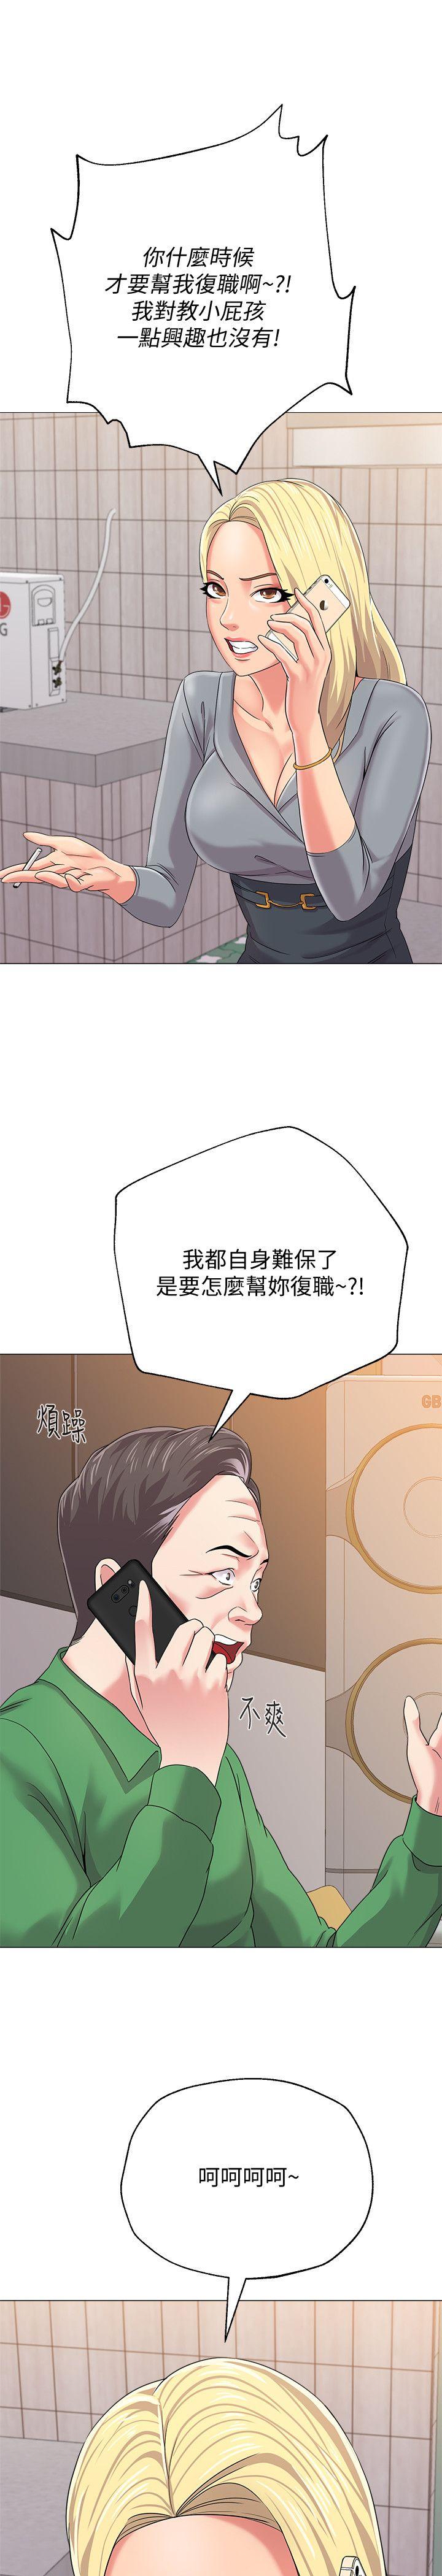 你什麼時候
才要幫我復職啊~?!
我對教小屁孩
一點興趣也沒有!
LG
我都自身難保了
是要怎麼幫妳復職~?!
GB
煩躁
不爽
呵呵呵呵~